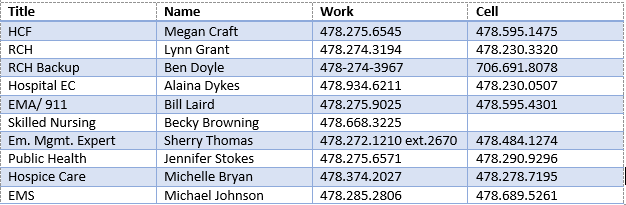 Title Name Work Cell
HCF Megan Craft 478.275.6545 478.595.1475
RCH Lynn Grant 478.274.3194 478.230.3320
RCH Backup Ben Doyle 478-274-3967 706.691.8078
Hospital EC Alaina Dykes 478.934.6211 478.230.0507
EMA/ 911 Bill Laird 478.275.9025 478.595.4301
Skilled Nursing Becky Browning 478.668.3225
Em. Mgmt. Expert Sherry Thomas 478.272.1210 ext.2670 478.484.1274
Public Health Jennifer Stokes 478.275.6571 478.290.9296
Hospice Care Michelle Bryan 478.374.2027 478.278.7195
EMS Michael Johnson 478.285.2806 478.689.5261